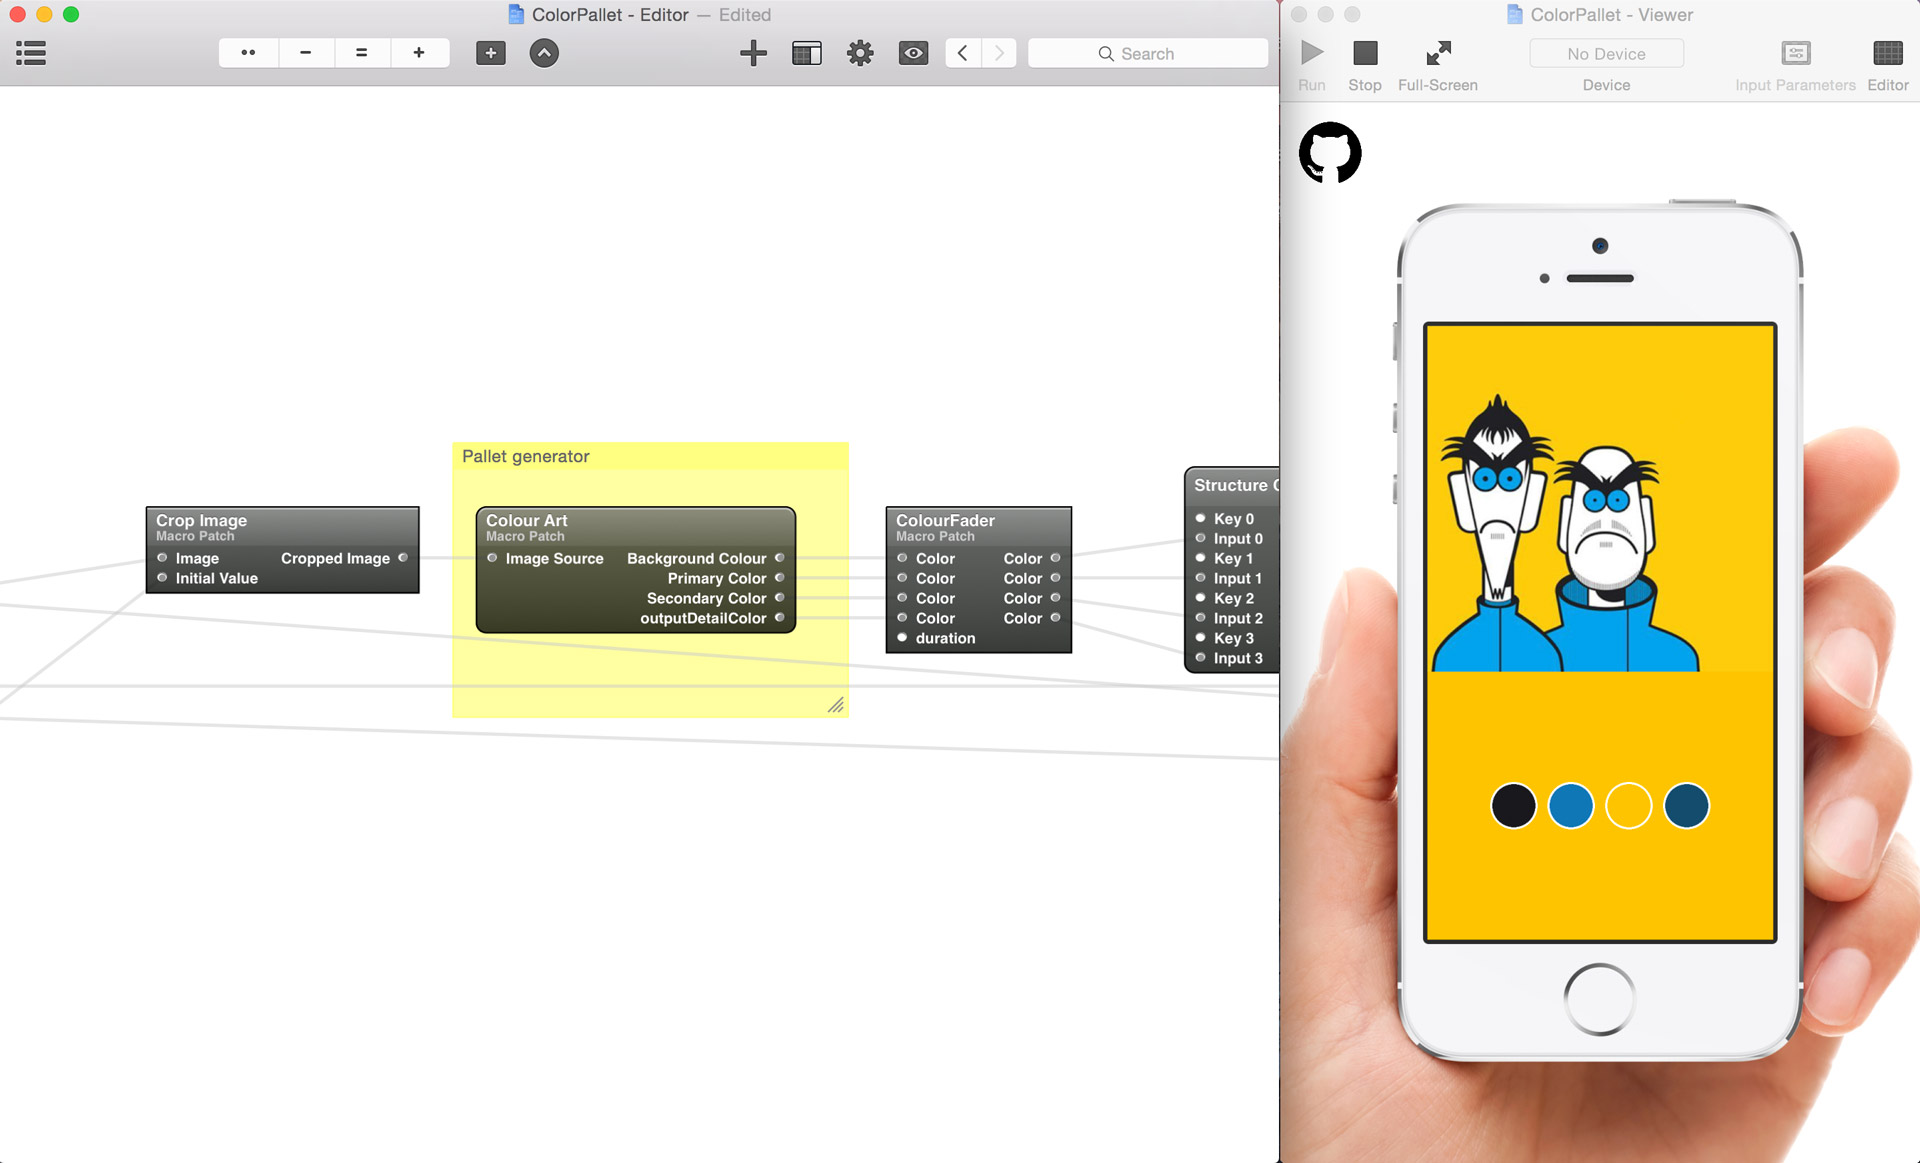 ColorPallet - Editor — Edited
Search
Pallet generator
Crop Image
Macro Patch
Image Cropped Image
Initial Value
Colour Art
Macro Patch
Image Source Background Colour
Primary Color
Secondary Color
outputDetailColor
ColourFader
Macro Patch
Color Color
Color Color
Color Color
Color Color
duration
Structure
Key 0
Input 0
Key 1
Input 1
Key 2
Input 2
Key 3
Input 3
ColorPallet - Viewer
No Device
Run Stop Full-Screen Device Input Parameters Editor